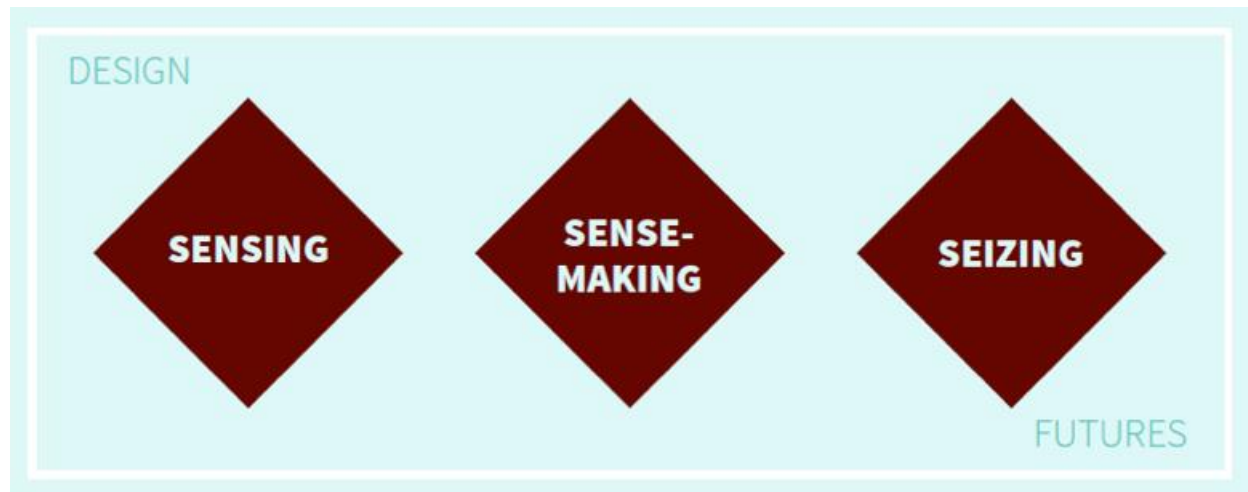 DESIGN
SENSING
SENSE-
MAKING
SEIZING
FUTURES